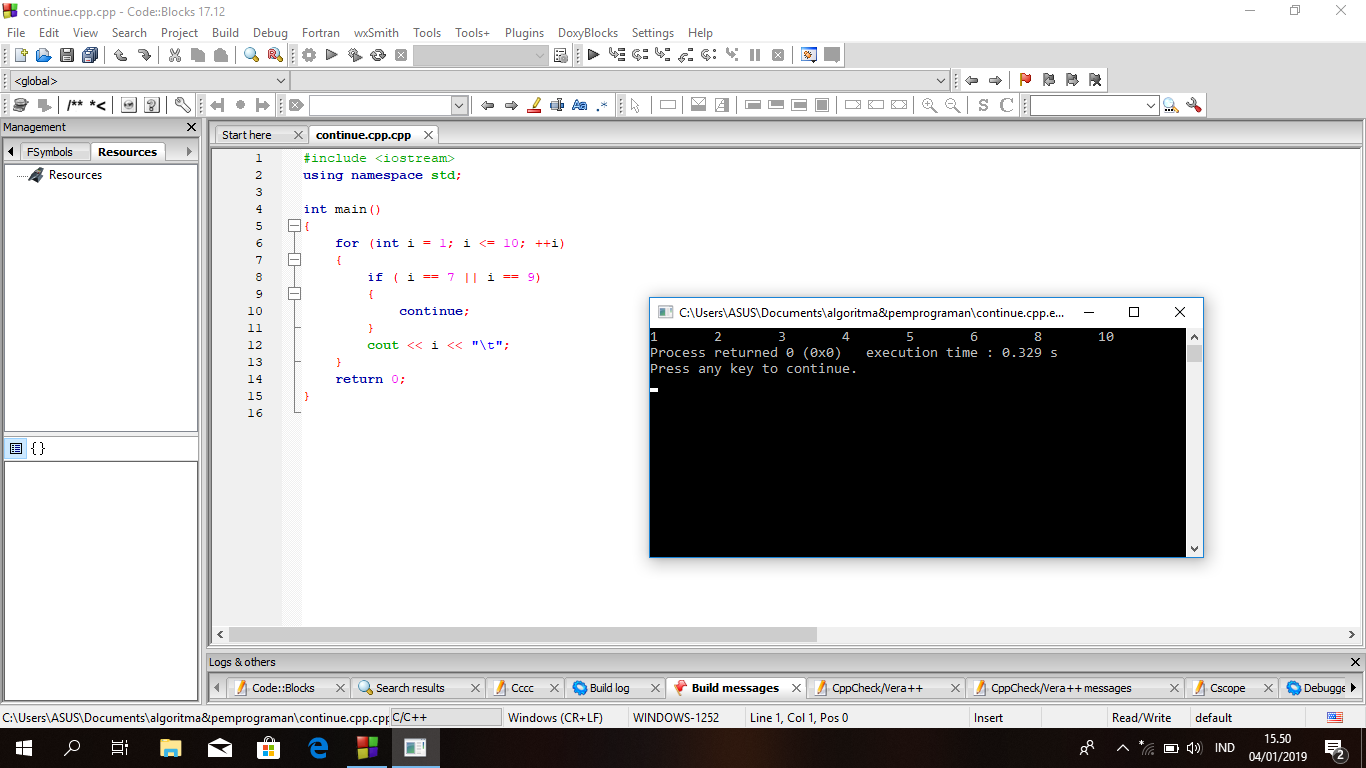 continue.cpp.cpp - Code::Blocks 17.12
File Edit View Search Project Build Debug Fortran wxSmith Tools Tools+ Plugins DoxyBlocks Settings Help
<global>
/** *<
Aa .*
S C
Management
FSymbols Resources
Resources
{}
Start here continue.cpp.cpp
1 #include <iostream>
2 using namespace std;
3
4 int main()
5 {
6 for (int i = 1; i <= 10; ++i)
7 {
8 if ( i == 7 || i == 9)
9 {
10 continue;
11 }
12 cout << i << "\t";
13 }
14 return 0;
15 }
16
C:\Users\ASUS\Documents\algoritma&pemprograman\continue.cpp.e...
1 2 3 4 5 6 8 10
Process returned 0 (0x0) execution time : 0.329 s
Press any key to continue.
Logs & others
Code::Blocks Search results Cccc Build log Build messages CppCheck/Vera++ CppCheck/Vera++ messages Cscope Debugge
C:\Users\ASUS\Documents\algoritma&pemprograman\continue.cpp.cpp C/C++ Windows (CR+LF) WINDOWS-1252 Line 1, Col 1, Pos 0 Insert Read/Write default
IND
15.50
04/01/2019
2